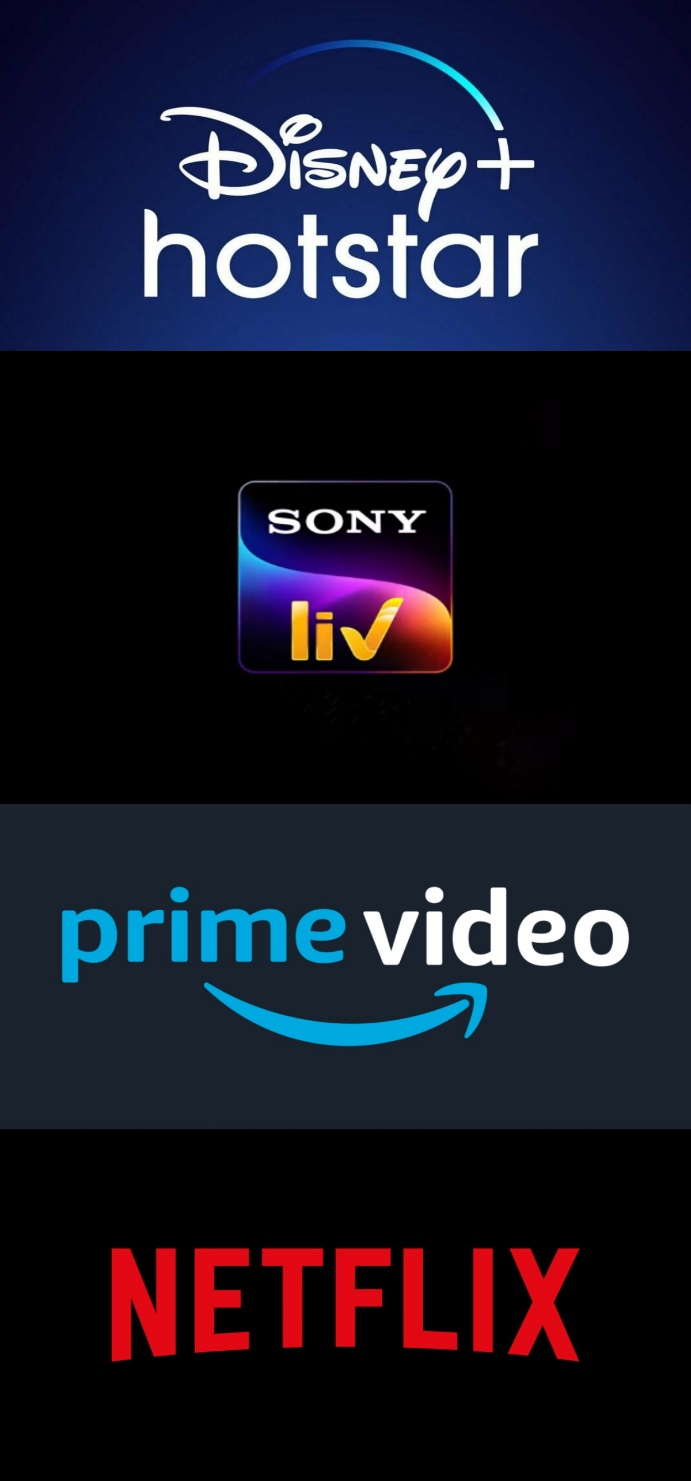 Disney+
hotstar
SONY
liv
prime video
NETFLIX